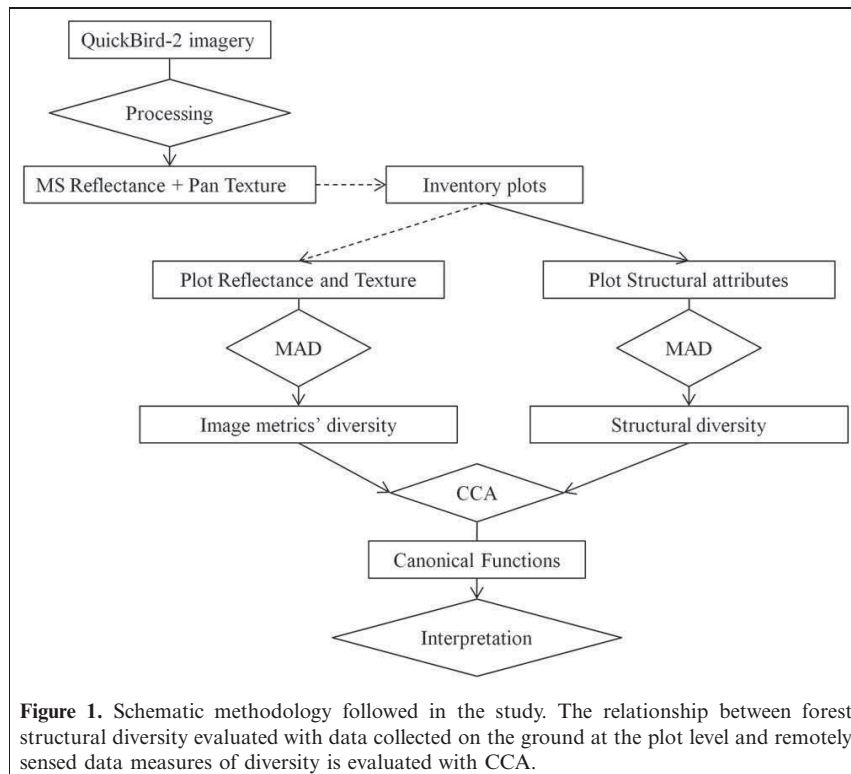 QuickBird-2 imagery
Processing
MS Reflectance + Pan Texture
Inventory plots
Plot Reflectance and Texture
Plot Structural attributes
MAD
MAD
Image metrics’ diversity
Structural diversity
CCA
Canonical Functions
Interpretation
Figure 1. Schematic methodology followed in the study. The relationship between forest
structural diversity evaluated with data collected on the ground at the plot level and remotely
sensed data measures of diversity is evaluated with CCA.